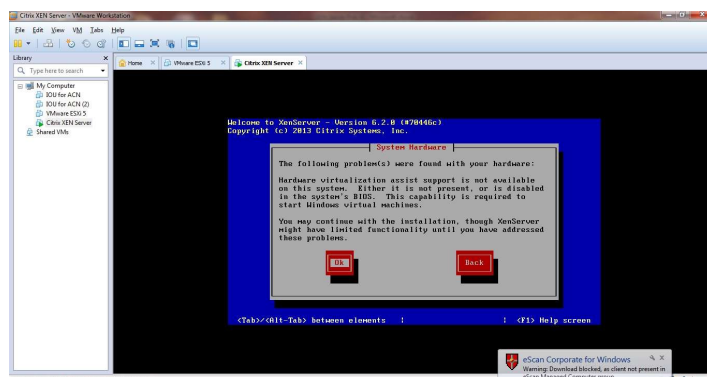 Citrix XEN Server - VMware Workstation
File Edit View VM Tabs Help
Library
Type here to search
My Computer
IOU for ACN
IOU for ACN (2)
VMware ESXi 5
Citrix XEN Server
Shared VMs
Home VMware ESXi 5 Citrix XEN Server
Welcome to XenServer - Version 6.2.0 (#70446c)
Copyright (c) 2013 Citrix Systems, Inc.
System Hardware
The following problem(s) were found with your hardware:
Hardware virtualization assist support is not available
on this system. Either it is not present, or is disabled
in the system's BIOS. This capability is required to
start Windows virtual machines.
You may continue with the installation, though XenServer
might have limited functionality until you have addressed
these problems.
Ok Back
<Tab>/<Alt-Tab> between elements | | <F1> Help screen
eScan Corporate for Windows
Warning: Download blocked, as client not present in
eScan Managed Computer group